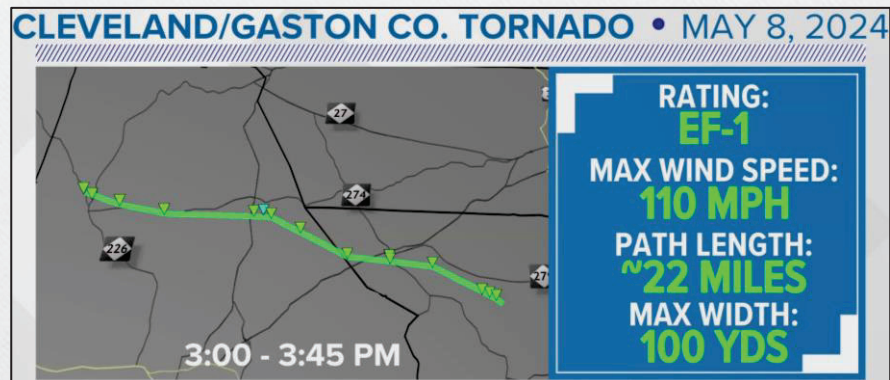 CLEVELAND/GASTON CO. TORNADO • MAY 8, 2024
27
274
226
3:00 - 3:45 PM
RATING:
EF-1
MAX WIND SPEED:
110 MPH
PATH LENGTH:
~22 MILES
MAX WIDTH:
100 YDS